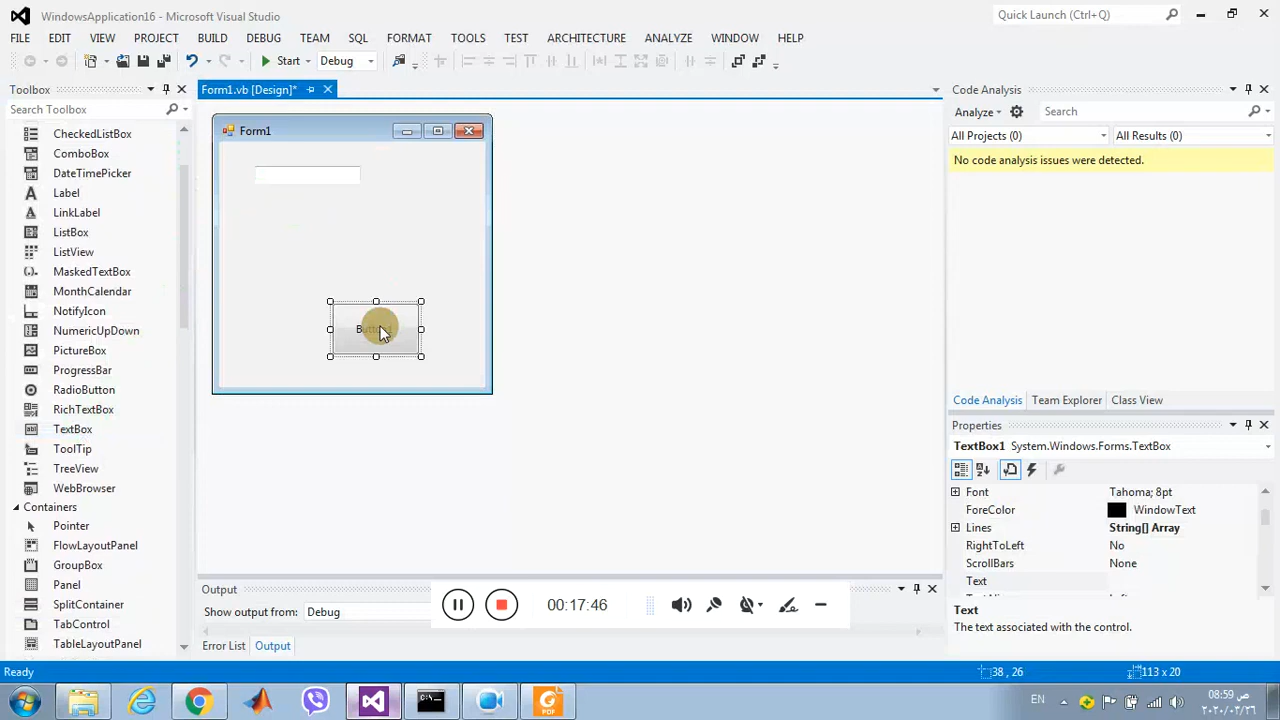 WindowsApplication16 - Microsoft Visual Studio
Quick Launch (Ctrl+Q)
FILE EDIT VIEW PROJECT BUILD DEBUG TEAM SQL FORMAT TOOLS TEST ARCHITECTURE ANALYZE WINDOW HELP
Start Debug
Toolbox
Form1.vb [Design]*
Code Analysis
Search Toolbox
Analyze
Search
CheckedListBox
ComboBox
DateTimePicker
Label
LinkLabel
ListBox
ListView
MaskedTextBox
MonthCalendar
NotifyIcon
NumericUpDown
PictureBox
ProgressBar
RadioButton
RichTextBox
TextBox
ToolTip
TreeView
WebBrowser
Containers
Pointer
FlowLayoutPanel
GroupBox
Panel
SplitContainer
TabControl
TableLayoutPanel
Form1
All Projects (0)
All Results (0)
No code analysis issues were detected.
Code Analysis Team Explorer Class View
Properties
TextBox1 System.Windows.Forms.TextBox
Font Tahoma; 8pt
ForeColor WindowText
Lines String[] Array
RightToLeft No
ScrollBars None
Text
Text
The text associated with the control.
Output
Show output from: Debug
00:17:46
Error List Output
Ready
38 , 26
113 x 20
PDF
EN
08:59 ص
٢٠٢٠/٠٣/٢٦